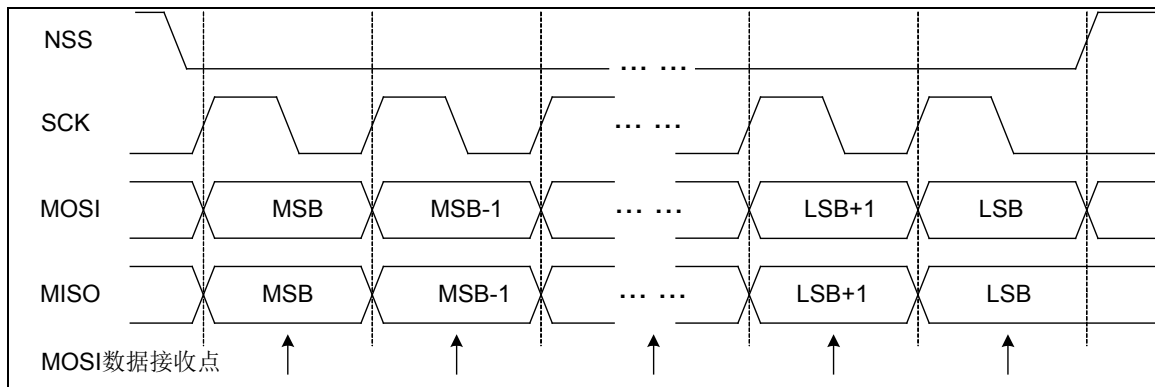 NSS
... ...
SCK
... ...
MOSI MSB MSB-1 ... ... LSB+1 LSB
MISO MSB MSB-1 ... ... LSB+1 LSB
MOSI数据接收点